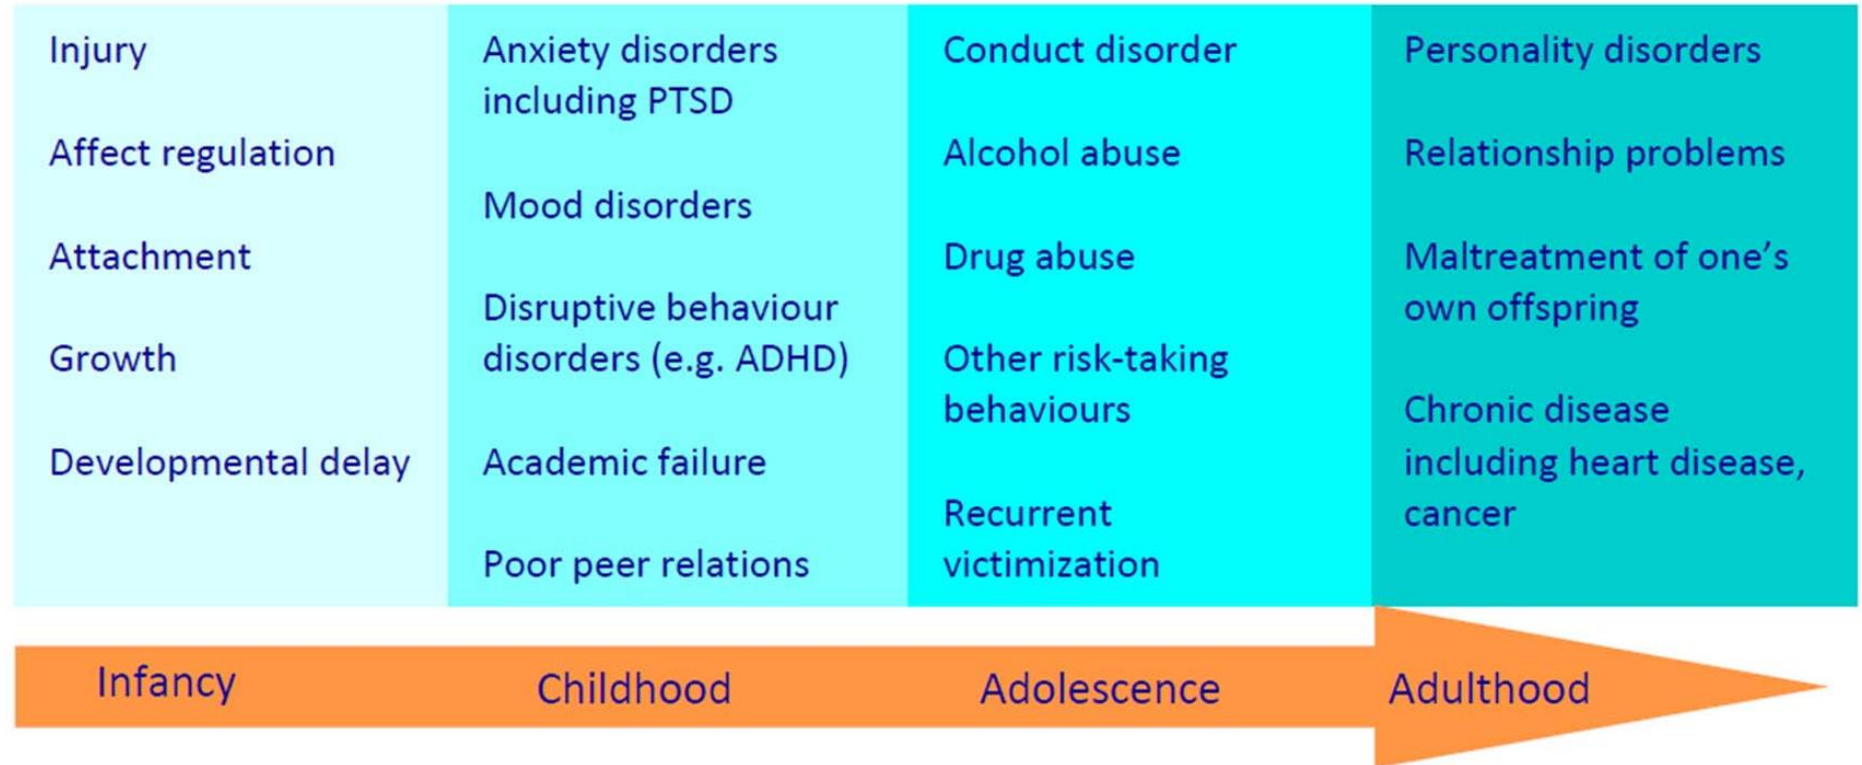 Injury
Affect regulation
Attachment
Growth
Developmental delay
Anxiety disorders
including PTSD
Mood disorders
Disruptive behaviour
disorders (e.g. ADHD)
Academic failure
Poor peer relations
Conduct disorder
Alcohol abuse
Drug abuse
Other risk-taking
behaviours
Recurrent
victimization
Personality disorders
Relationship problems
Maltreatment of one’s
own offspring
Chronic disease
including heart disease,
cancer
Infancy
Childhood
Adolescence
Adulthood